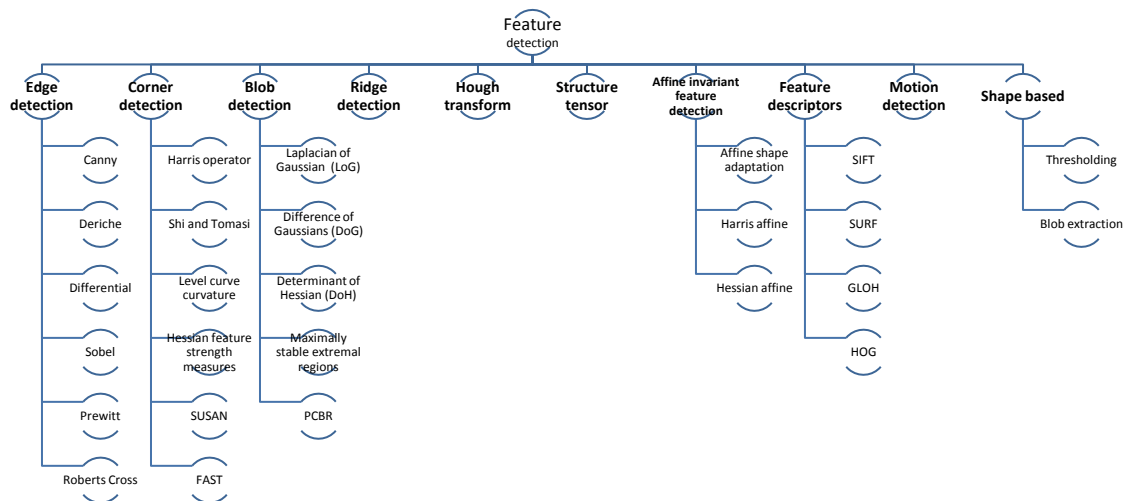 Feature
detection
Edge
detection
Corner
detection
Blob
detection
Ridge
detection
Hough
transform
Structure
tensor
Affine invariant
feature
detection
Feature
descriptors
Motion
detection
Shape based
Canny
Deriche
Differential
Sobel
Prewitt
Roberts Cross
Harris operator
Shi and Tomasi
Level curve
curvature
Hessian feature
strength
measures
SUSAN
FAST
Laplacian of
Gaussian (LoG)
Difference of
Gaussians (DoG)
Determinant of
Hessian (DoH)
Maximally
stable extremal
regions
PCBR
Affine shape
adaptation
Harris affine
Hessian affine
SIFT
SURF
GLOH
HOG
Thresholding
Blob extraction